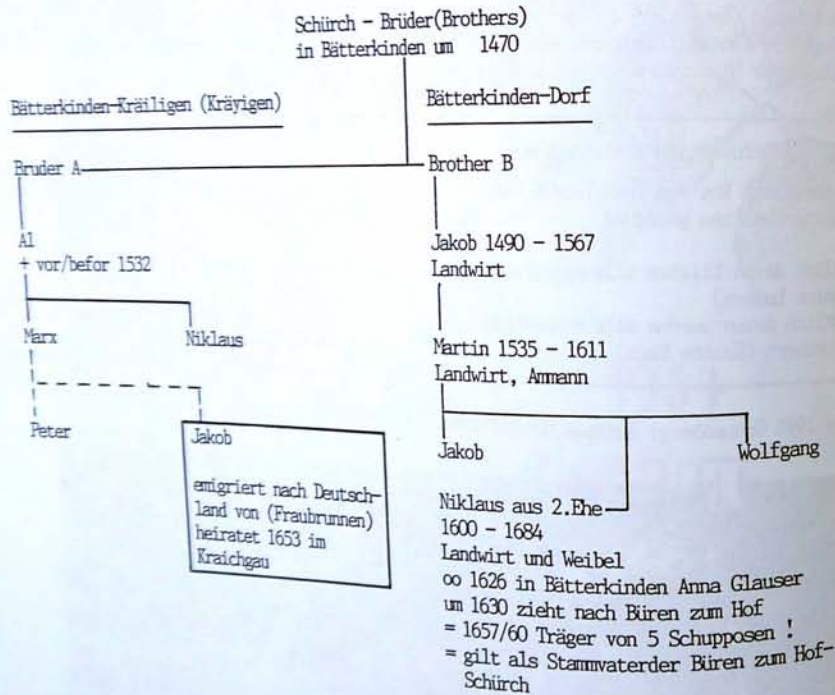 Schürch - Brüder(Brothers)
in Bätterkinden um 1470
Bätterkinden-Kräiligen (Kräyigen)
Bätterkinden-Dorf
Bruder A
Brother B
A1
+ vor/befor 1532
Jakob 1490 - 1567
Landwirt
Marx
Niklaus
Martin 1535 - 1611
Landwirt, Ammann
Peter
Jakob
emigriert nach Deutsch-
land von (Fraubrunnen)
heiratet 1653 im
Kraichgau
Jakob
Wolfgang
Niklaus aus 2.Ehe
1600 - 1684
Landwirt und Weibel
oo 1626 in Bätterkinden Anna Glauser
um 1630 zieht nach Büren zum Hof
= 1657/60 Träger von 5 Schupposen !
= gilt als Stammvaterder Büren zum Hof-
Schürch